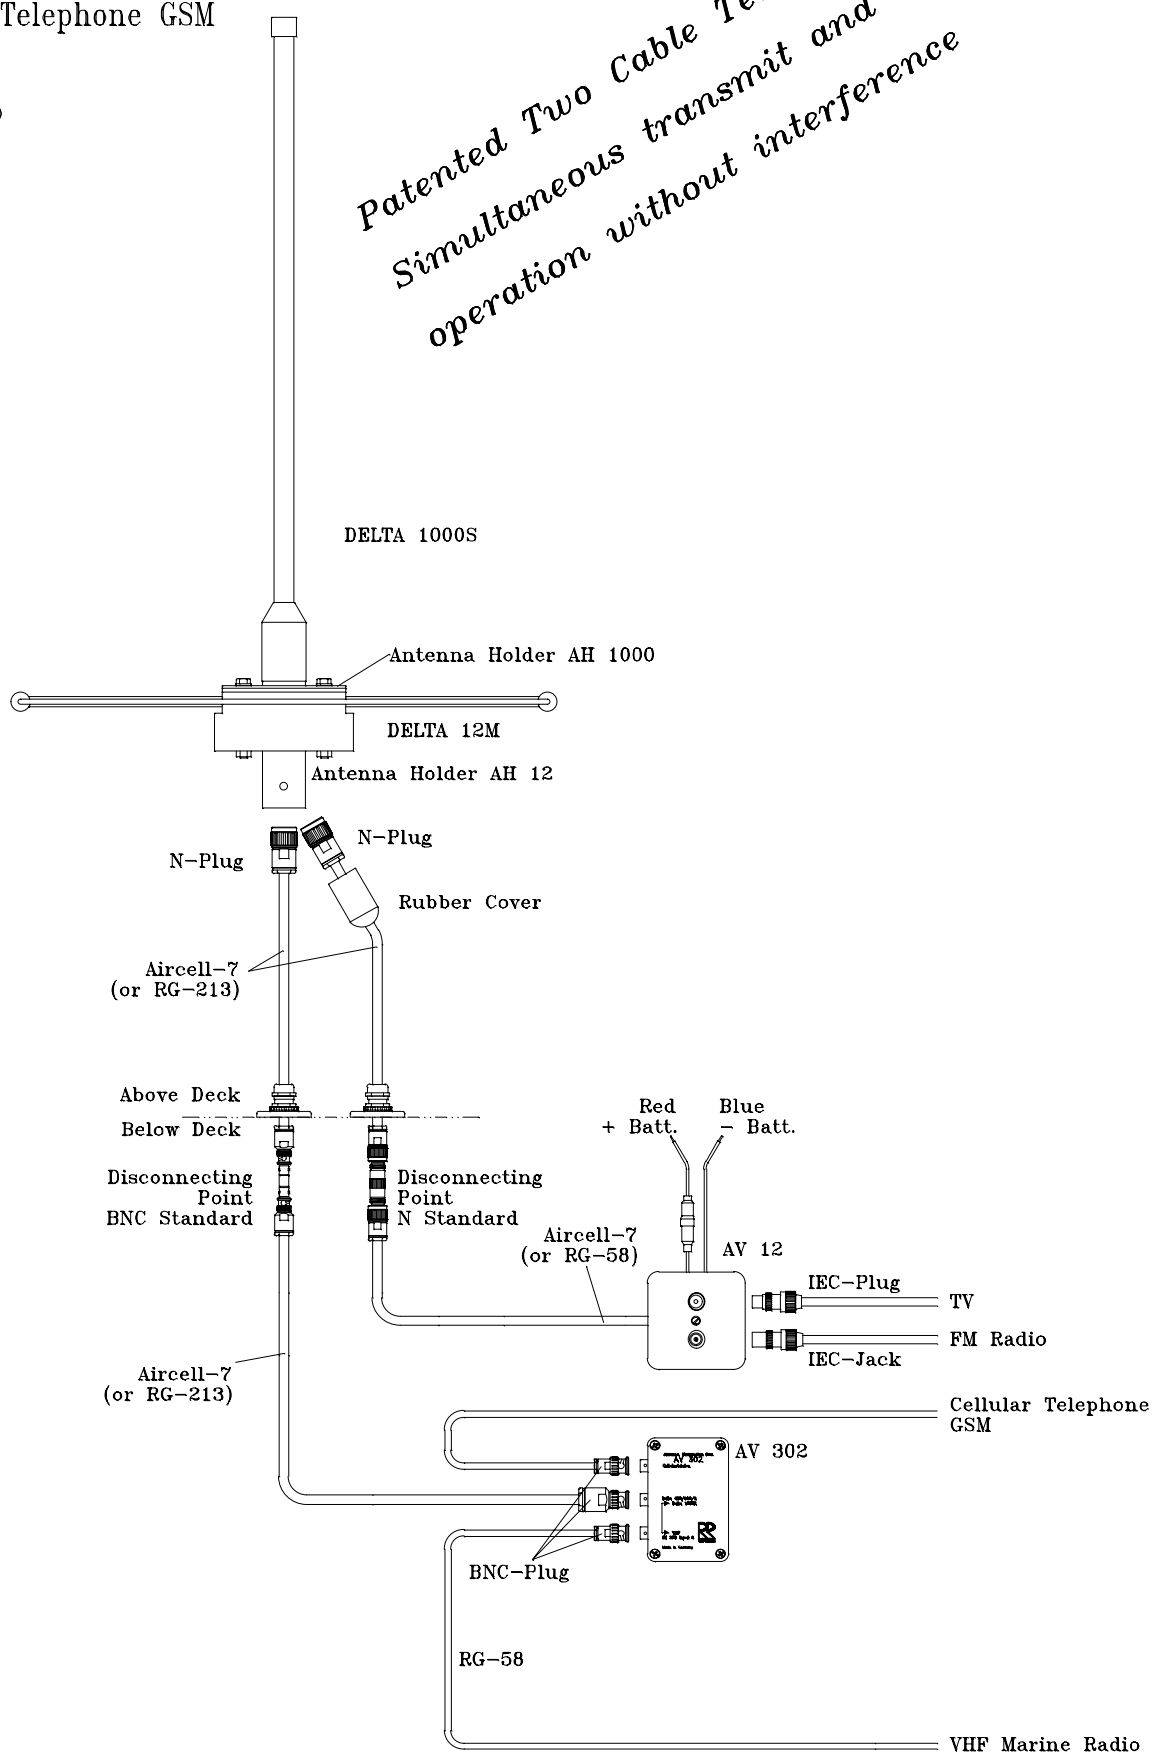 Telephone GSM
Patented Two Cable
Simultaneous transmit and
operation without interference
DELTA 1000S
Antenna Holder AH 1000
DELTA 12M
Antenna Holder AH 12
N-Plug
N-Plug
Rubber Cover
Aircell-7
(or RG-213)
Above Deck
Below Deck
Red
+ Batt.
Blue
- Batt.
Disconnecting
Point
BNC Standard
Disconnecting
Point
N Standard
Aircell-7
(or RG-58)
AV 12
IEC-Plug
TV
FM Radio
IEC-Jack
Aircell-7
(or RG-213)
Cellular Telephone
GSM
AV 302
AV 302
BNC-Plug
RG-58
VHF Marine Radio